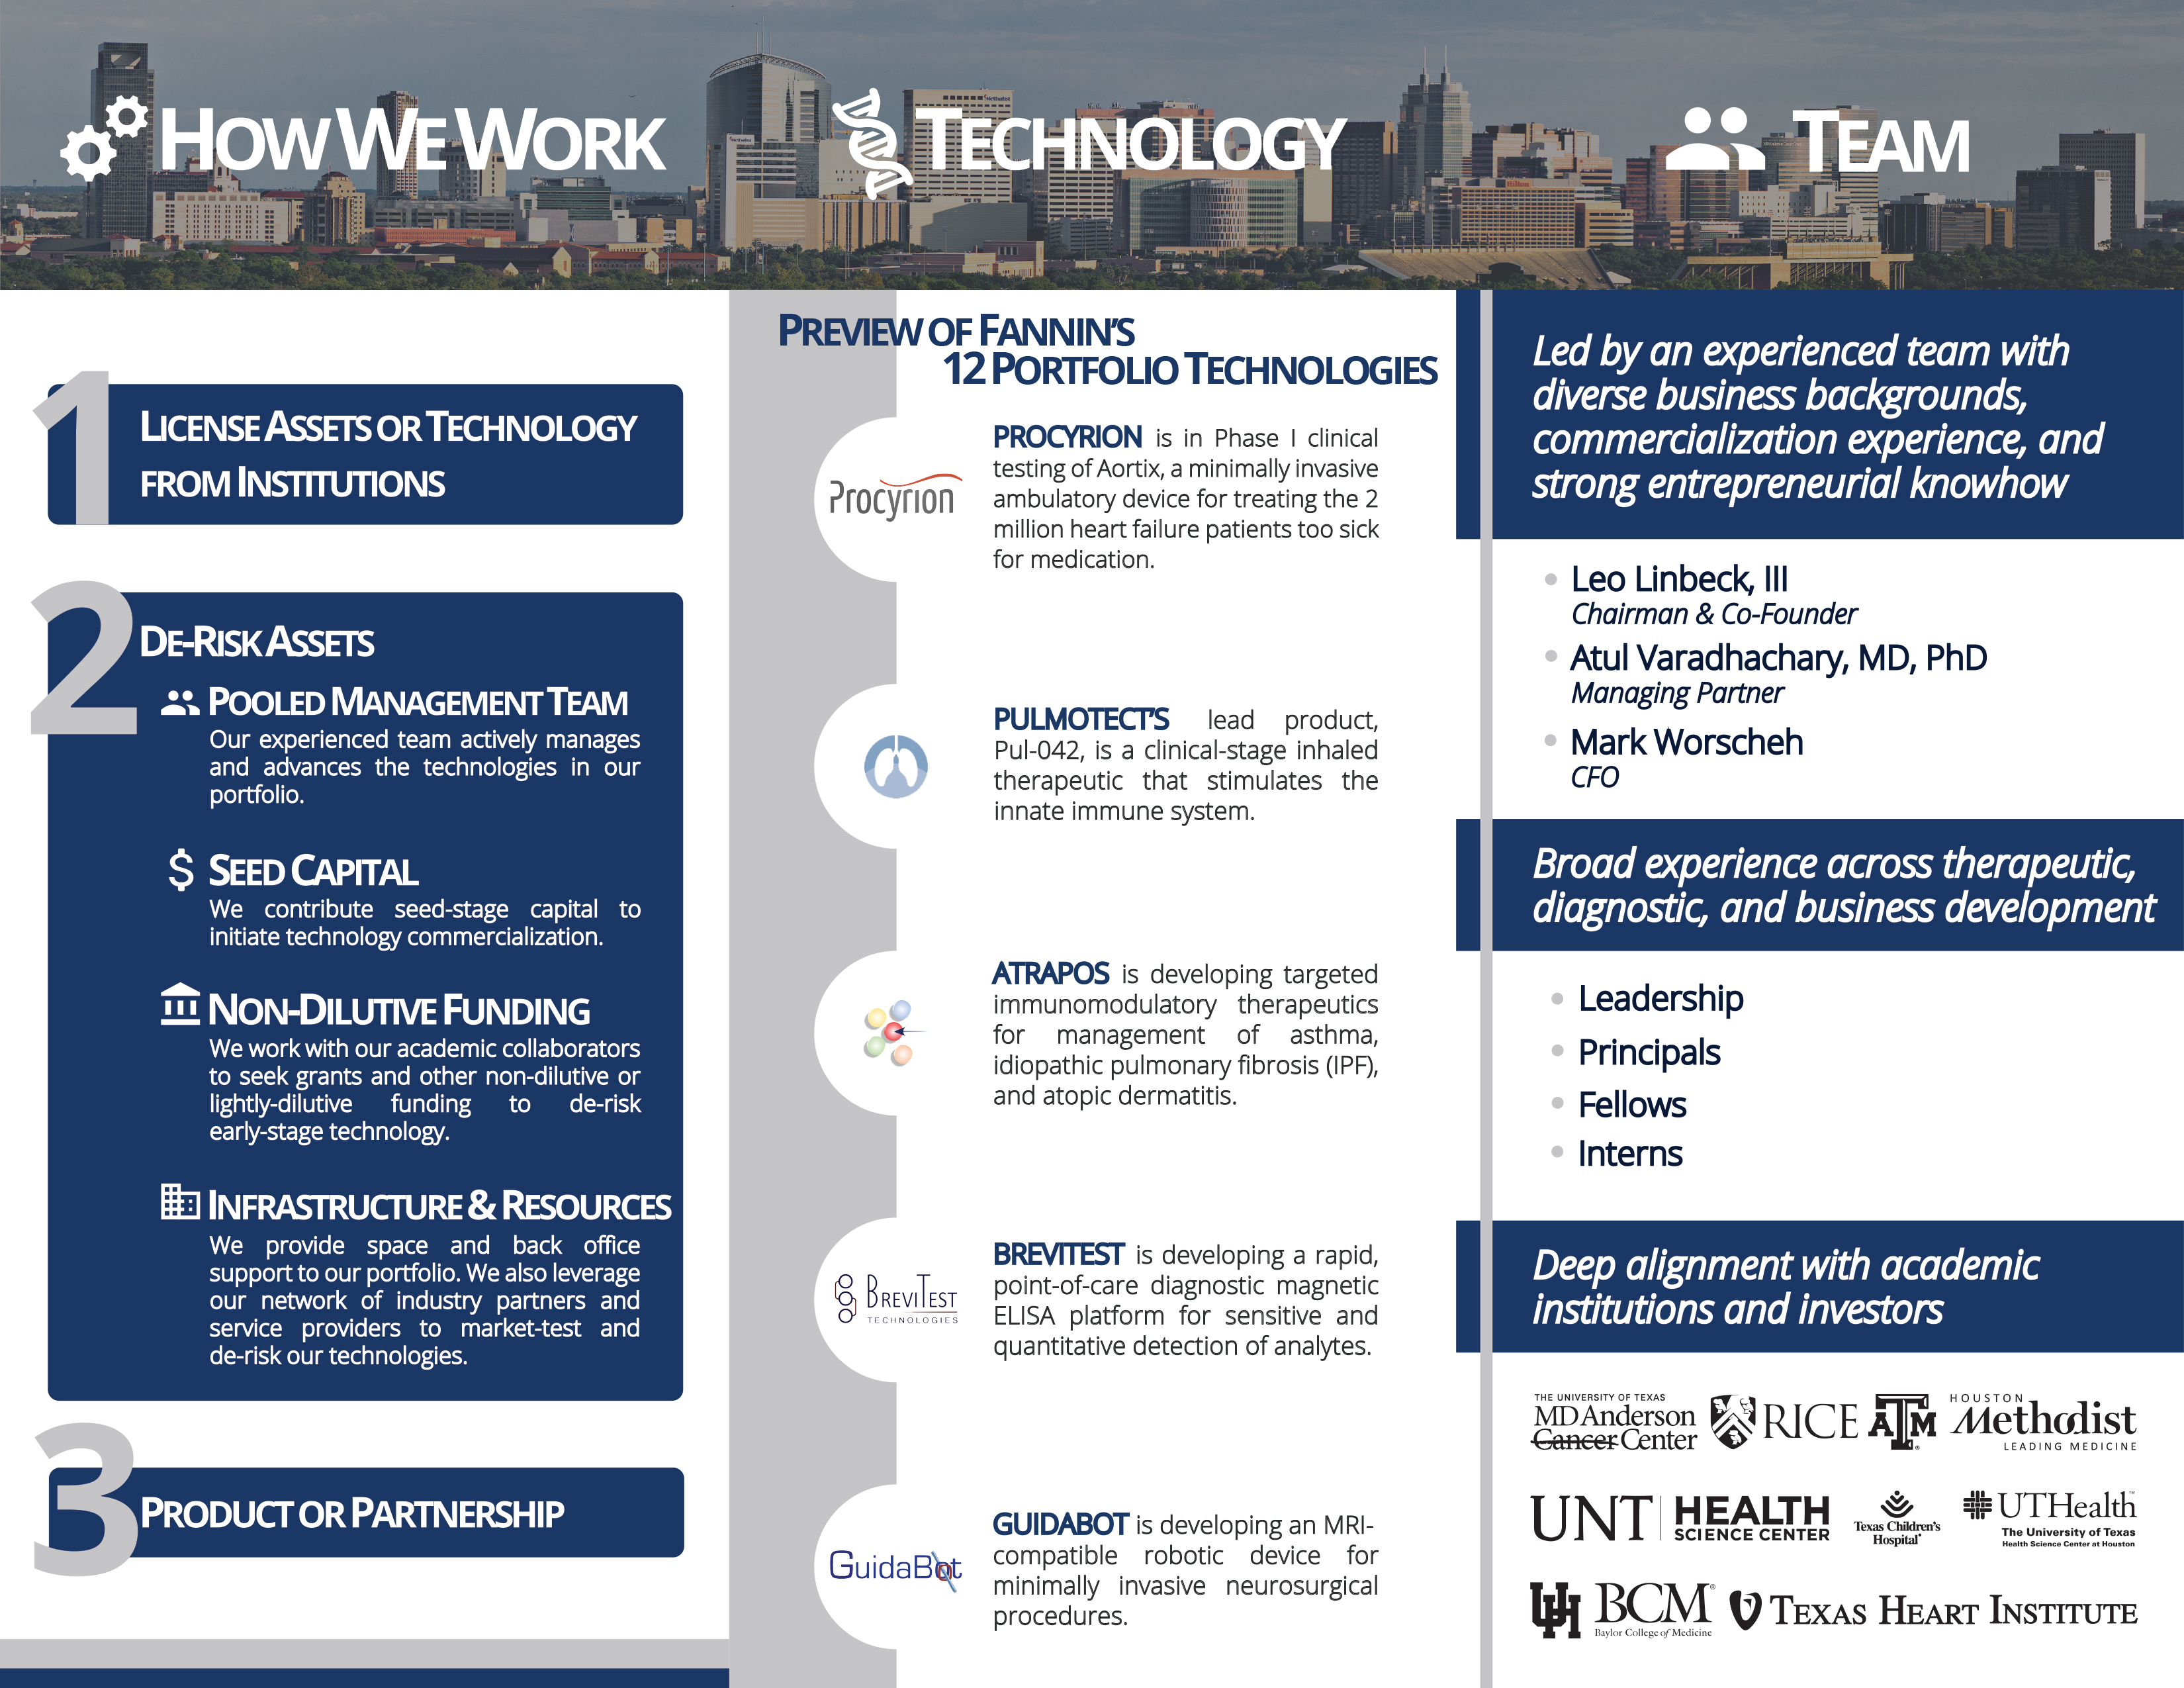 HOW WE WORK
TECHNOLOGY
TEAM
1
LICENSE ASSETS OR TECHNOLOGY
FROM INSTITUTIONS
2
DE-RISK ASSETS
POOLED MANAGEMENT TEAM
Our experienced team actively manages
and advances the technologies in our
portfolio.
$ SEED CAPITAL
We contribute seed-stage capital to
initiate technology commercialization.
NON-DILUTIVE FUNDING
We work with our academic collaborators
to seek grants and other non-dilutive or
lightly-dilutive funding to de-risk
early-stage technology.
INFRASTRUCTURE & RESOURCES
We provide space and back office
support to our portfolio. We also leverage
our network of industry partners and
service providers to market-test and
de-risk our technologies.
3
PRODUCT OR PARTNERSHIP
PREVIEW OF FANNIN'S
12 PORTFOLIO TECHNOLOGIES
Procyrion
PROCYRION is in Phase I clinical
testing of Aortix, a minimally invasive
ambulatory device for treating the 2
million heart failure patients too sick
for medication.
PULMOTECT'S lead product,
Pul-042, is a clinical-stage inhaled
therapeutic that stimulates the
innate immune system.
ATRAPOS is developing targeted
immunomodulatory therapeutics
for management of asthma,
idiopathic pulmonary fibrosis (IPF),
and atopic dermatitis.
BREVITEST
TECHNOLOGIES
BREVITEST is developing a rapid,
point-of-care diagnostic magnetic
ELISA platform for sensitive and
quantitative detection of analytes.
GuidaBot
GUIDABOT is developing an MRI-
compatible robotic device for
minimally invasive neurosurgical
procedures.
Led by an experienced team with
diverse business backgrounds,
commercialization experience, and
strong entrepreneurial knowhow
Leo Linbeck, III
Chairman & Co-Founder
Atul Varadhachary, MD, PhD
Managing Partner
Mark Worscheh
CFO
Broad experience across therapeutic,
diagnostic, and business development
Leadership
Principals
Fellows
Interns
Deep alignment with academic
institutions and investors
THE UNIVERSITY OF TEXAS
MD Anderson
Cancer Center
RICE
ATM
HOUSTON
Methodist
LEADING MEDICINE
UNT
HEALTH
SCIENCE CENTER
Texas Children's
Hospital
UTHealth
The University of Texas
Health Science Center at Houston
UH
BCM
Baylor College of Medicine
TEXAS HEART INSTITUTE